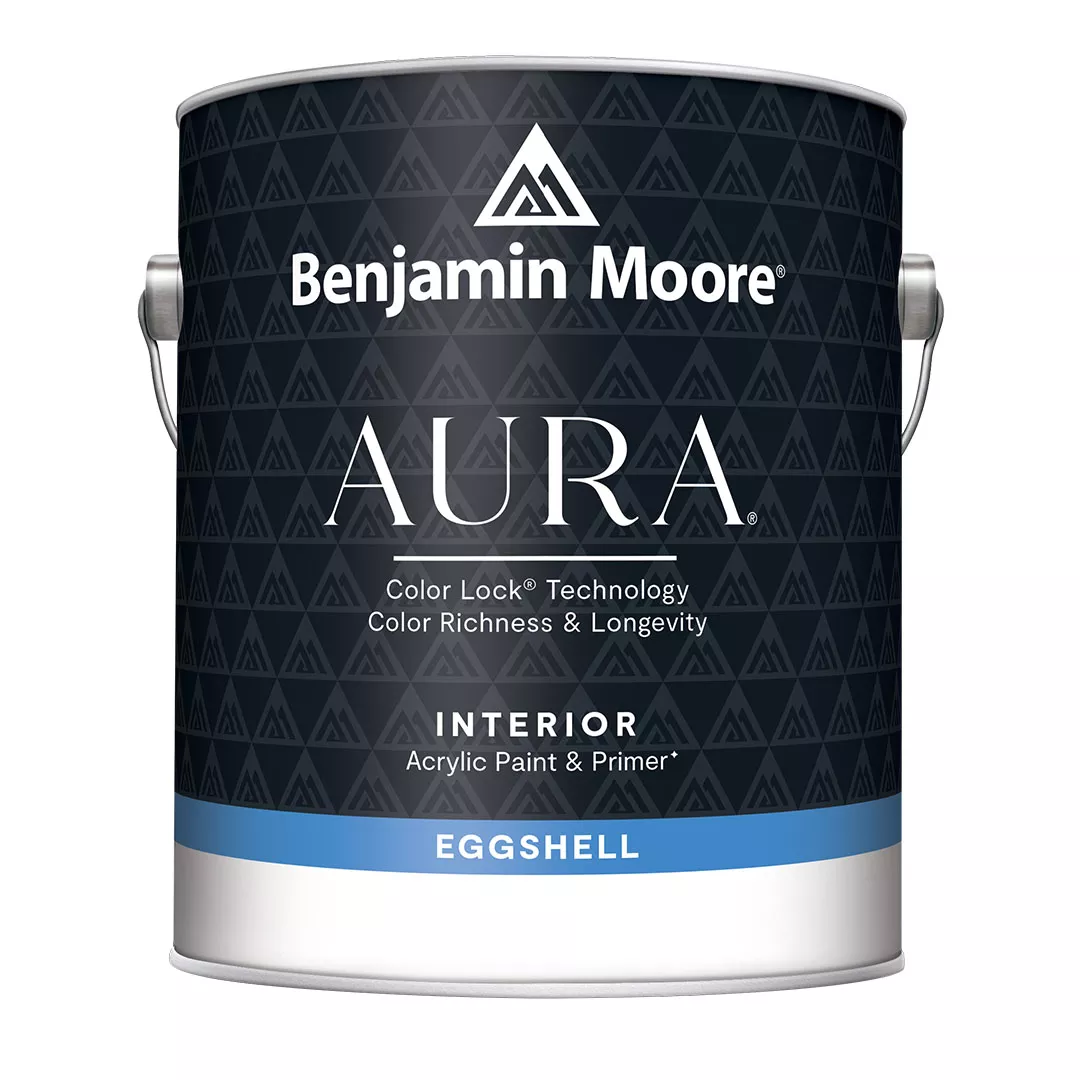 Benjamin Moore®
AURA®
Color Lock® Technology
Color Richness & Longevity
INTERIOR
Acrylic Paint & Primer✦
EGGSHELL